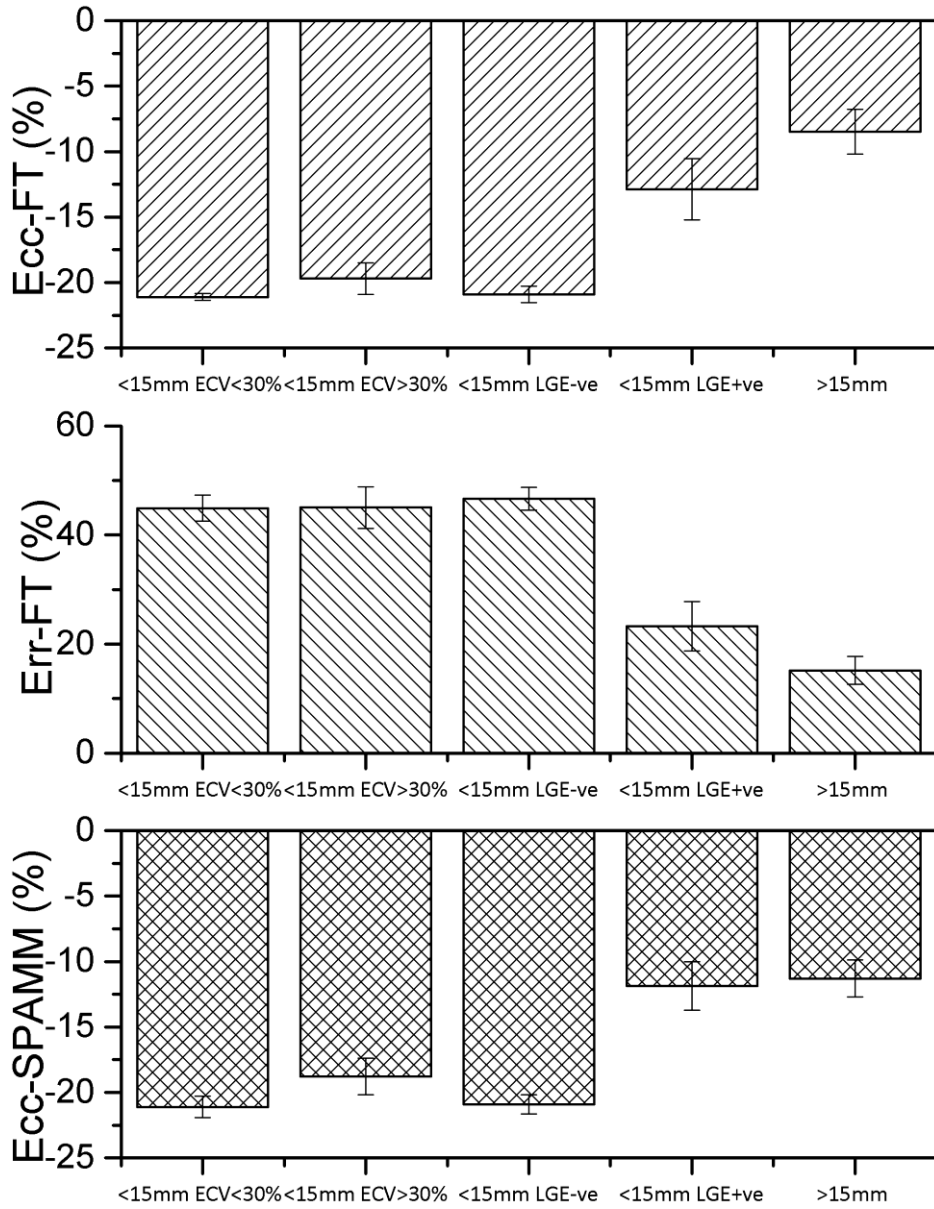 Ecc-FT (%)
0
-5
-10
-15
-20
-25
<15mm ECV<30% <15mm ECV>30% <15mm LGE-ve <15mm LGE+ve >15mm
Err-FT (%)
60
40
20
0
<15mm ECV<30% <15mm ECV>30% <15mm LGE-ve <15mm LGE+ve >15mm
Ecc-SPAMM (%)
0
-5
-10
-15
-20
-25
<15mm ECV<30% <15mm ECV>30% <15mm LGE-ve <15mm LGE+ve >15mm